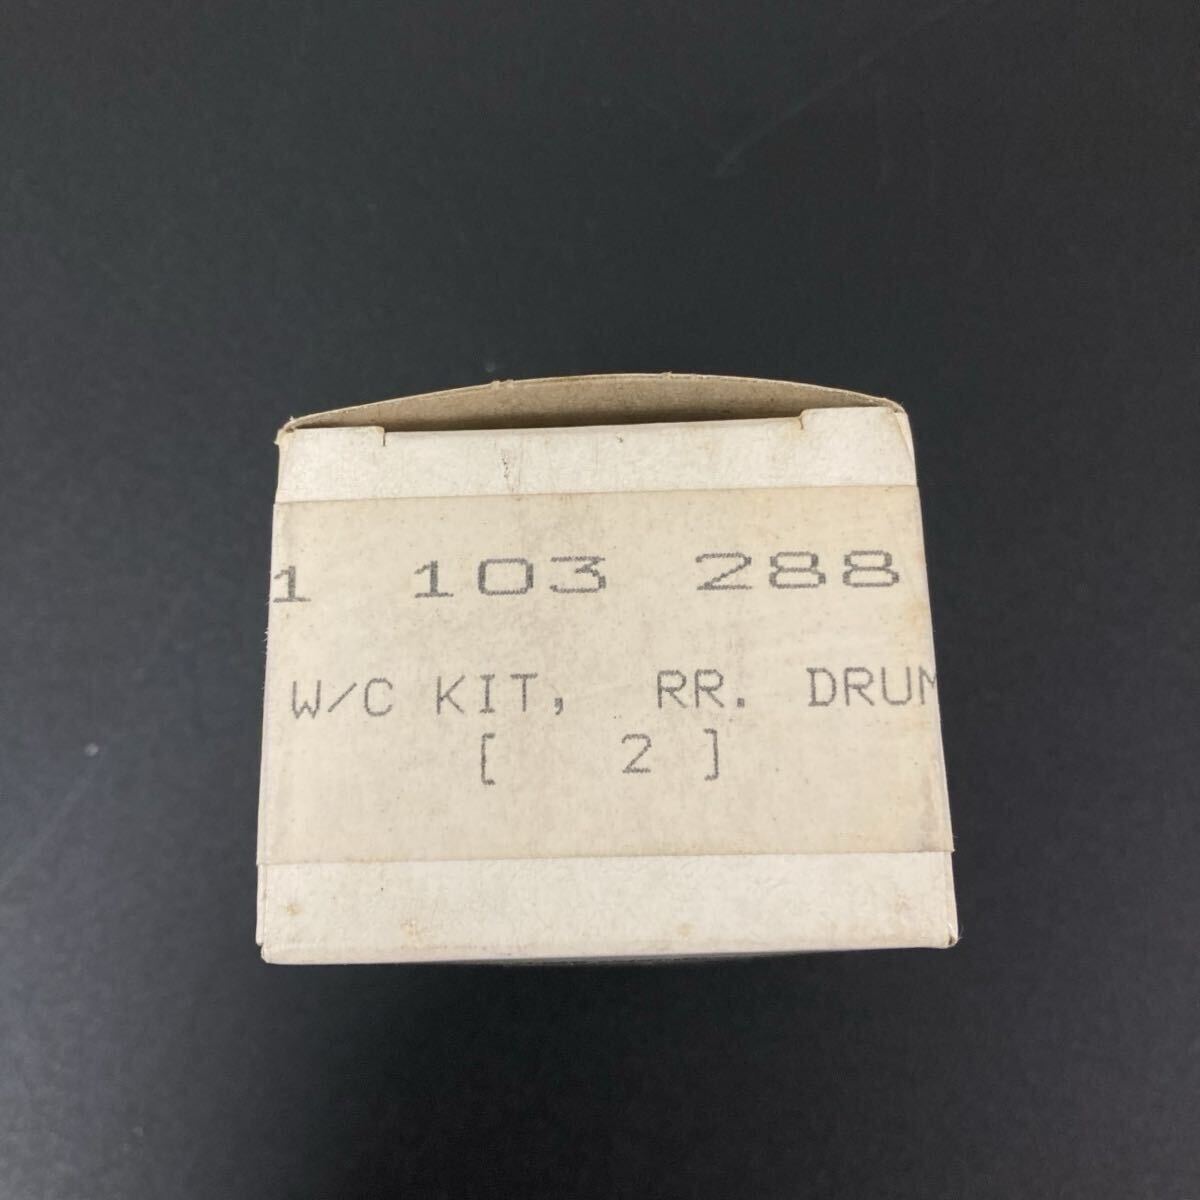 1 103 288
W/C KIT, RR. DRUM
[ 2 ]